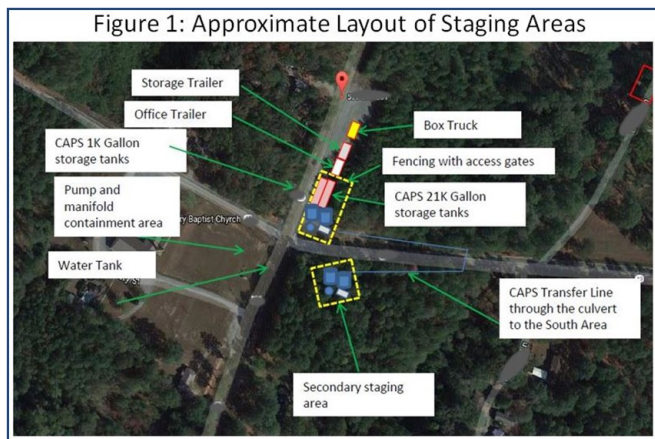 Figure 1: Approximate Layout of Staging Areas
Storage Trailer
Office Trailer
Box Truck
CAPS 1K Gallon
storage tanks
Fencing with access gates
Pump and
manifold
containment area
CAPS 21K Gallon
storage tanks
Baptist Church
Water Tank
CAPS Transfer Line
through the culvert
to the South Area
Secondary staging
area